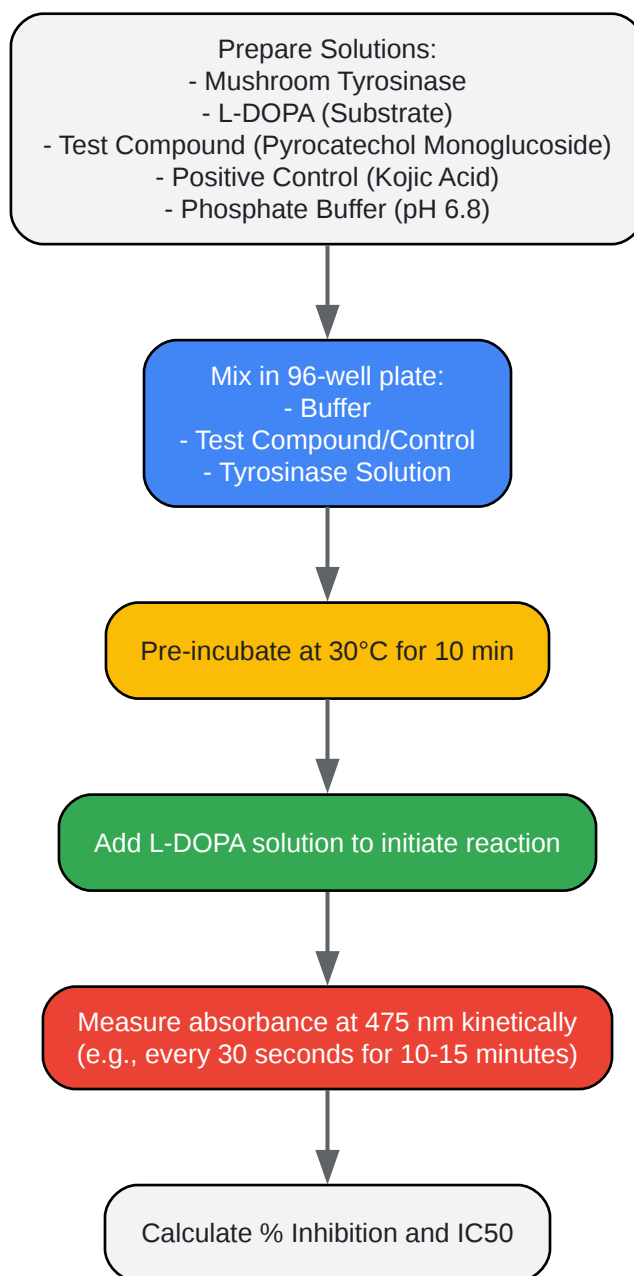 Prepare Solutions:
- Mushroom Tyrosinase
- L-DOPA (Substrate)
- Test Compound (Pyrocatechol Monoglucoside)
- Positive Control (Kojic Acid)
- Phosphate Buffer (pH 6.8)
Mix in 96-well plate:
- Buffer
- Test Compound/Control
- Tyrosinase Solution
Pre-incubate at 30°C for 10 min
Add L-DOPA solution to initiate reaction
Measure absorbance at 475 nm kinetically
(e.g., every 30 seconds for 10-15 minutes)
Calculate % Inhibition and IC50